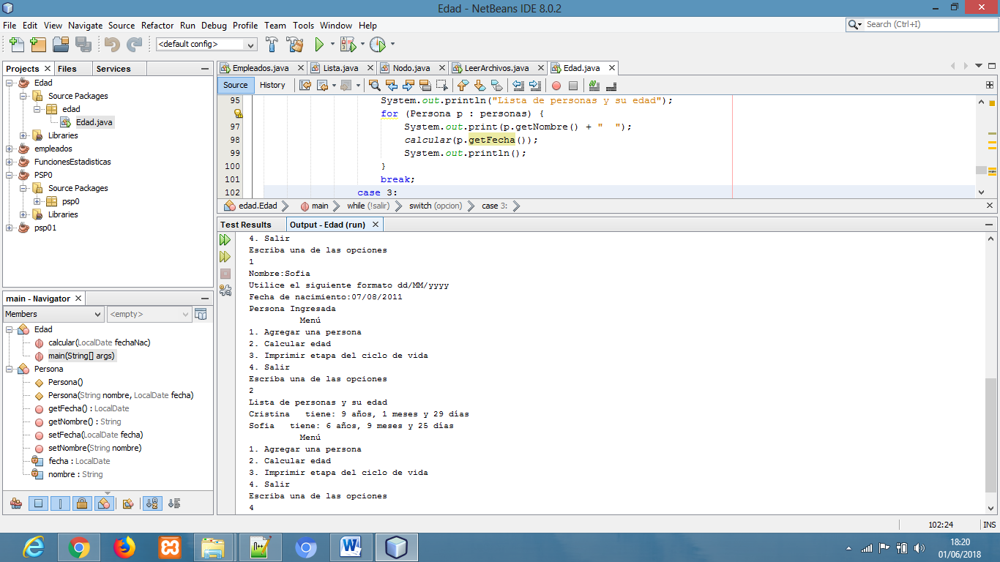 Edad - NetBeans IDE 8.0.2
File Edit View Navigate Source Refactor Run Debug Profile Team Tools Window Help
Search (Ctrl+I)
<default config>
Projects Files Services
Edad
Source Packages
edad
Edad.java
Libraries
empleados
FuncionesEstadisticas
PSP0
Source Packages
psp0
Libraries
psp01
main - Navigator
Members <empty>
Edad
calcular(LocalDate fechaNac)
main(String[] args)
Persona
Persona()
Persona(String nombre, LocalDate fecha)
getFecha() : LocalDate
getNombre() : String
setFecha(LocalDate fecha)
setNombre(String nombre)
fecha : LocalDate
nombre : String
Empleados.java Lista.java Nodo.java LeerArchivos.java Edad.java
Source History
95 System.out.println("Lista de personas y su edad");
for (Persona p : personas) {
97 System.out.print(p.getNombre() + "  ");
98 calcular(p.getFecha());
99 System.out.println();
100 }
101 break;
102 case 3:
edad.Edad main while (!salir) switch (opcion) case 3:
Test Results Output - Edad (run)
4. Salir
Escriba una de las opciones
1
Nombre:Sofia
Utilice el siguiente formato dd/MM/yyyy
Fecha de nacimiento:07/08/2011
Persona Ingresada
Menú
1. Agregar una persona
2. Calcular edad
3. Imprimir etapa del ciclo de vida
4. Salir
Escriba una de las opciones
2
Lista de personas y su edad
Cristina   tiene: 9 años, 1 meses y 29 días
Sofia   tiene: 6 años, 9 meses y 25 días
Menú
1. Agregar una persona
2. Calcular edad
3. Imprimir etapa del ciclo de vida
4. Salir
Escriba una de las opciones
4
102:24 INS
18:20
01/06/2018